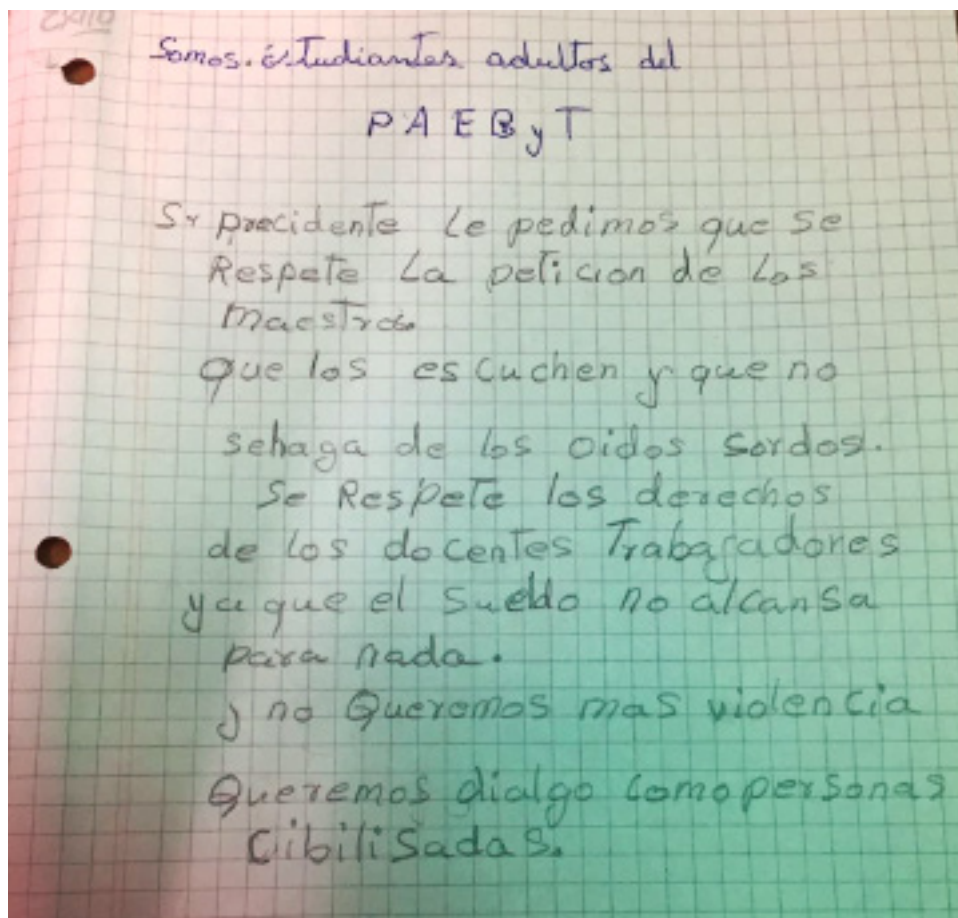 Somos. éstudiantes adultos del
PAEByT
Sr precidente Le pedimos que se
Respete La peticion de Los
maestros
que los escuchen y que no
sehaga de los oidos sordos.
Se Respete los derechos
de los docentes Trabajadores
ya que el sueldo no alcansa
para nada.
y no Queremos mas violencia
Queremos dialgo como personas
Cibilisadas.